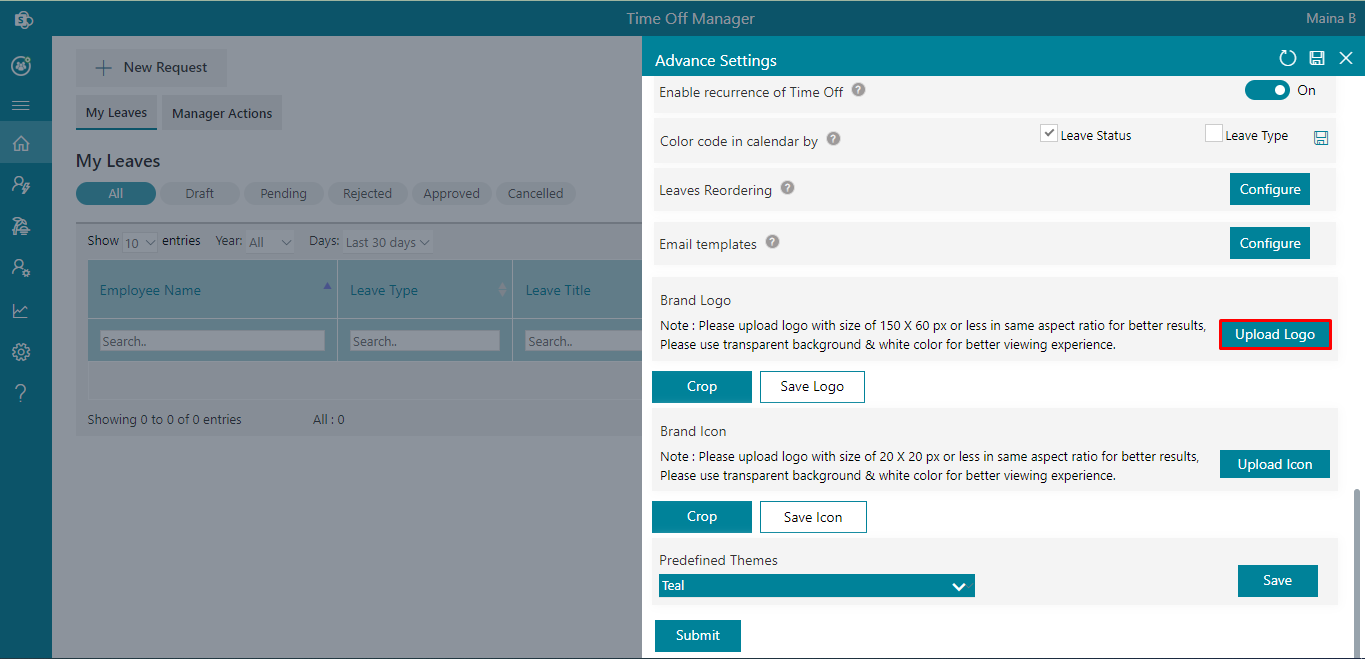 Time Off Manager
Maina B
New Request
My Leaves
Manager Actions
My Leaves
All
Draft
Pending
Rejected
Approved
Cancelled
Show 10 entries
Year: All
Days: Last 30 days
Employee Name
Leave Type
Leave Title
Search..
Search..
Search..
Showing 0 to 0 of 0 entries
All : 0
Advance Settings
Enable recurrence of Time Off ?
On
Color code in calendar by ?
Leave Status
Leave Type
Leaves Reordering ?
Configure
Email templates ?
Configure
Brand Logo
Note : Please upload logo with size of 150 X 60 px or less in same aspect ratio for better results,
Please use transparent background & white color for better viewing experience.
Upload Logo
Crop
Save Logo
Brand Icon
Note : Please upload logo with size of 20 X 20 px or less in same aspect ratio for better results,
Please use transparent background & white color for better viewing experience.
Upload Icon
Crop
Save Icon
Predefined Themes
Teal
Save
Submit